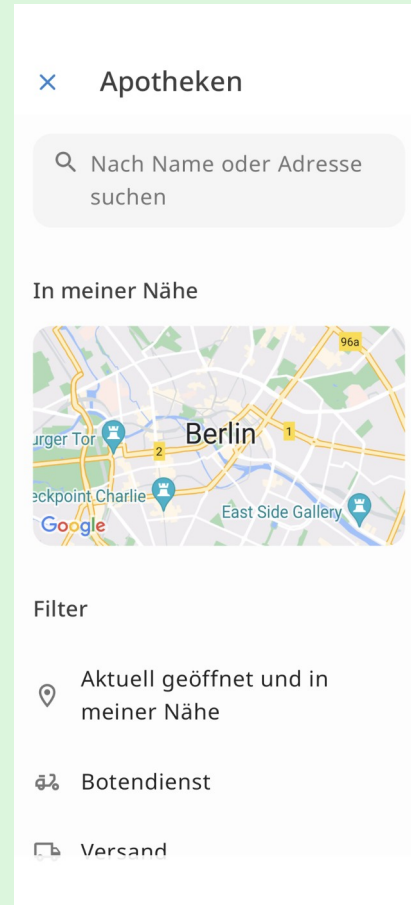 Apotheken
Nach Name oder Adresse
suchen
In meiner Nähe
96a
Berlin
1
urger Tor
2
eckpoint Charlie
East Side Gallery
Google
Filter
Aktuell geöffnet und in
meiner Nähe
Botendienst
Versand